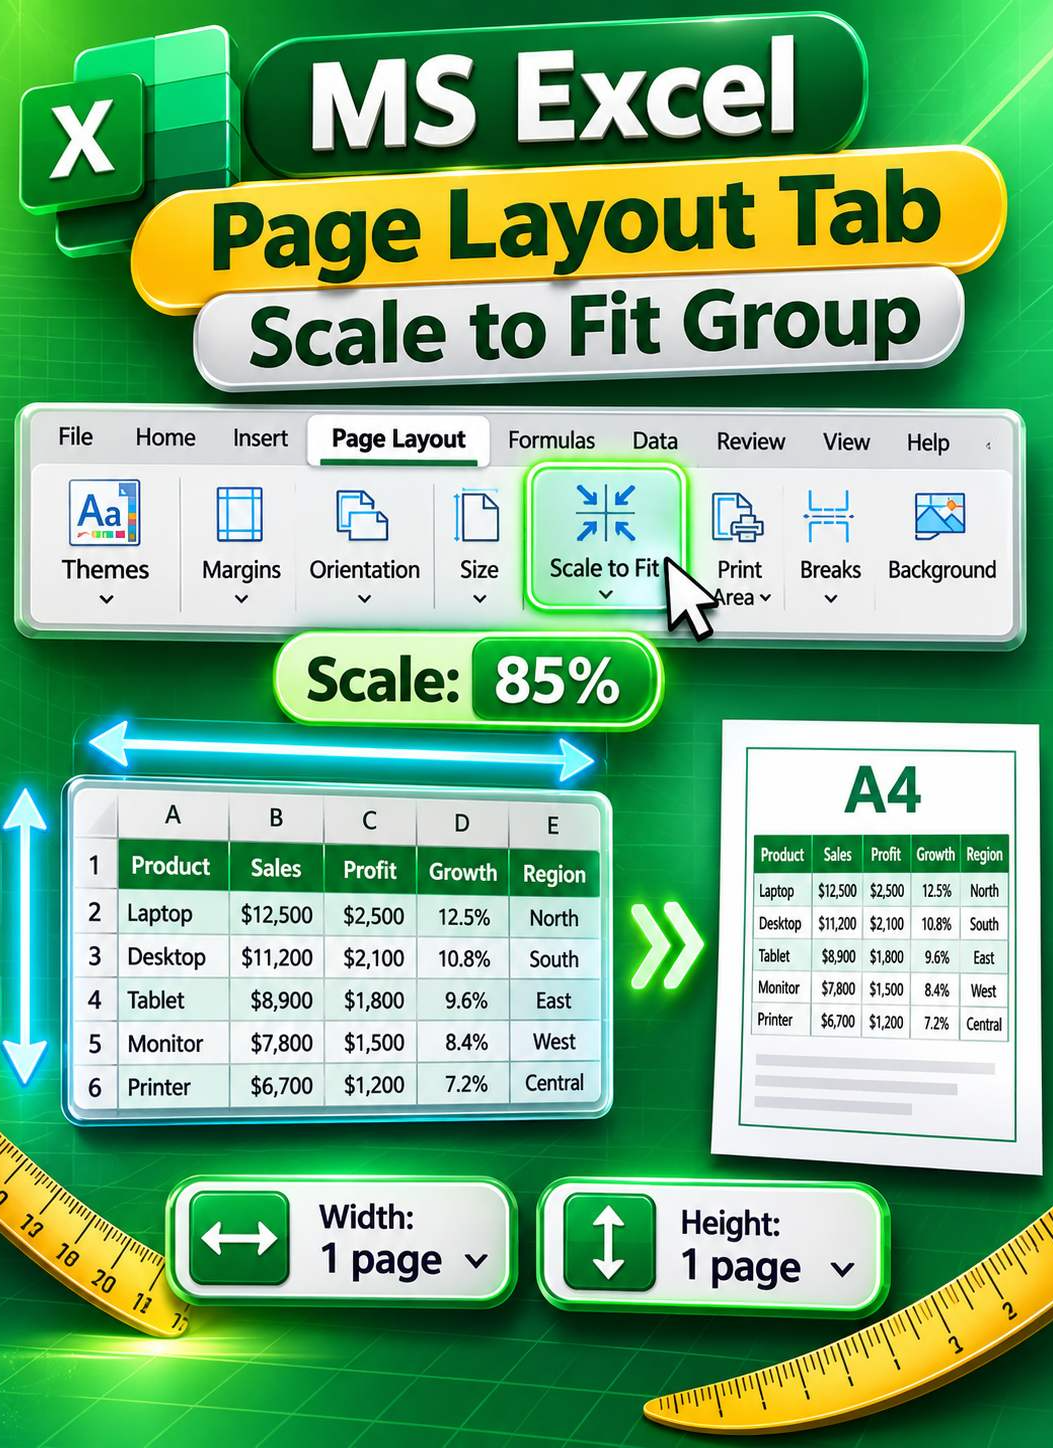 X
MS Excel
Page Layout Tab
Scale to Fit Group
File Home Insert Page Layout Formulas Data Review View Help
Aa
Themes Margins Orientation Size Scale to Fit Print Area Breaks Background
Scale: 85%
A B C D E
1 Product Sales Profit Growth Region
2 Laptop $12,500 $2,500 12.5% North
3 Desktop $11,200 $2,100 10.8% South
4 Tablet $8,900 $1,800 9.6% East
5 Monitor $7,800 $1,500 8.4% West
6 Printer $6,700 $1,200 7.2% Central
A4
Product Sales Profit Growth Region
Laptop $12,500 $2,500 12.5% North
Desktop $11,200 $2,100 10.8% South
Tablet $8,900 $1,800 9.6% East
Monitor $7,800 $1,500 8.4% West
Printer $6,700 $1,200 7.2% Central
Width:
1 page
Height:
1 page
13 18 20 11
2